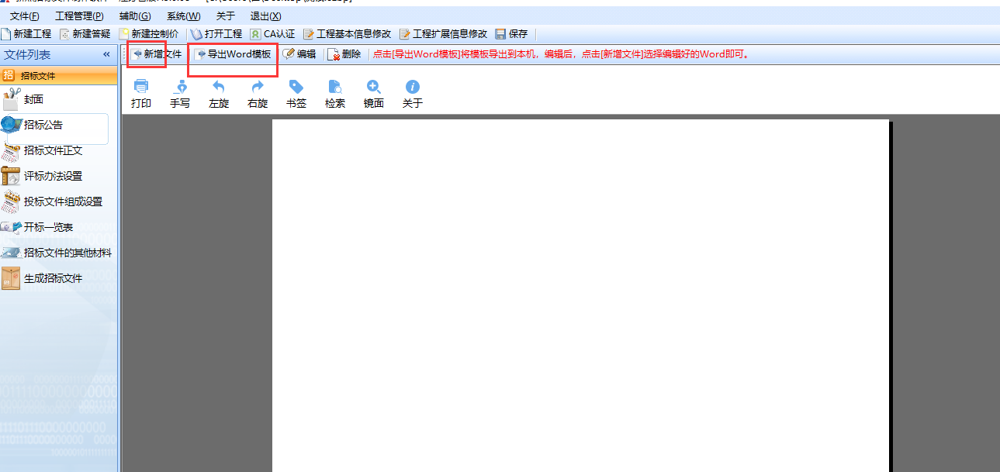 文件(F) 工程管理(P) 辅助(G) 系统(W) 关于 退出(X)
新建工程 新建答疑 新建控制价 打开工程 CA认证 工程基本信息修改 工程扩展信息修改 保存
文件列表 «
新增文件 导出Word模板 编辑 删除 点击[导出Word模板]将模板导出到本机，编辑后，点击[新增文件]选择编辑好的Word即可。
招 招标文件
打印 手写 左旋 右旋 书签 检索 镜面 关于
封面
招标公告
招标文件正文
评标办法设置
投标文件组成设置
开标一览表
招标文件的其他材料
生成招标文件